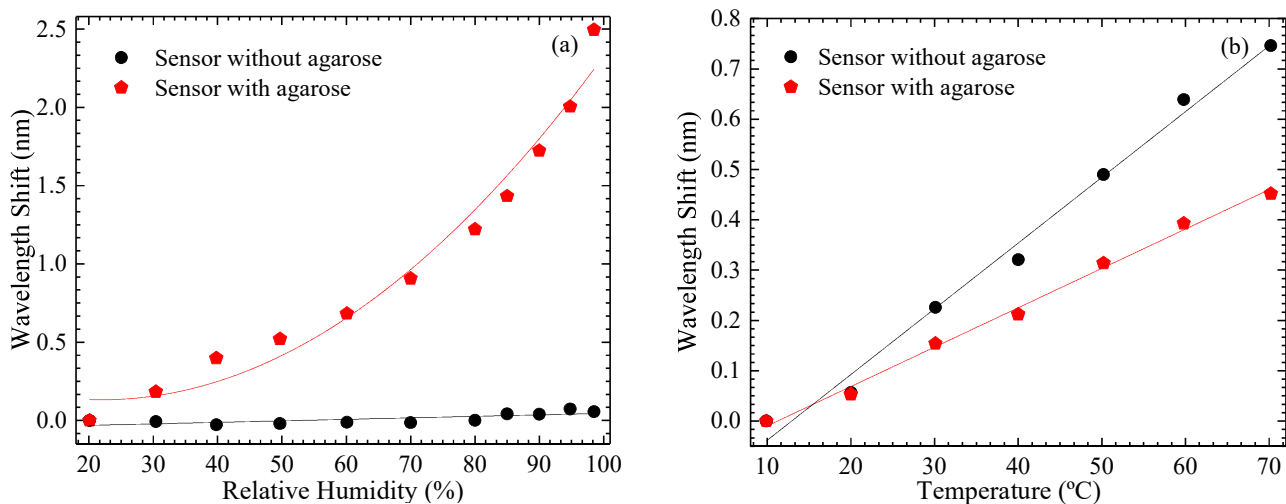 (a)
Sensor without agarose
Sensor with agarose
Wavelength Shift (nm)
2.5
2.0
1.5
1.0
0.5
0.0
20 30 40 50 60 70 80 90 100
Relative Humidity (%)
(b)
Sensor without agarose
Sensor with agarose
Wavelength Shift (nm)
0.8
0.7
0.6
0.5
0.4
0.3
0.2
0.1
0.0
10 20 30 40 50 60 70
Temperature (ºC)